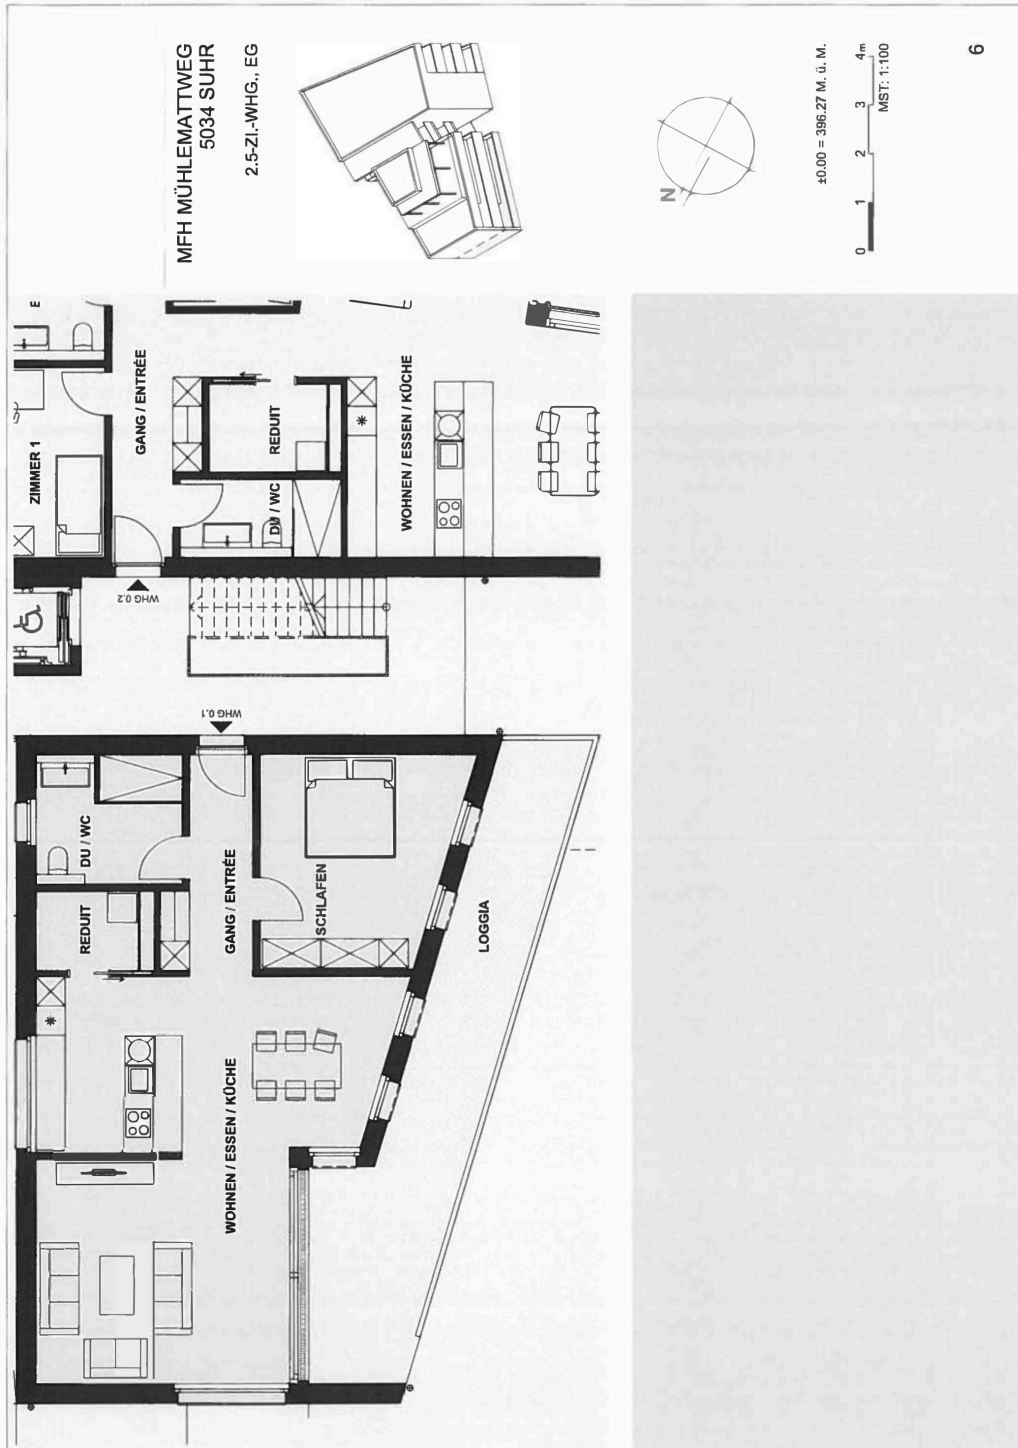 MFH MÜHLEMATTWEG
5034 SUHR
2.5-ZI.-WHG., EG
N
±0.00 = 396.27 M. ü. M.
0 1 2 3 4m
MST: 1:100
6
ZIMMER 1
GANG / ENTRÉE
REDUIT
DU / WC
WOHNEN / ESSEN / KÜCHE
WHG 0.2
WHG 0.1
DU / WC
REDUIT
GANG / ENTRÉE
SCHLAFEN
LOGGIA
WOHNEN / ESSEN / KÜCHE